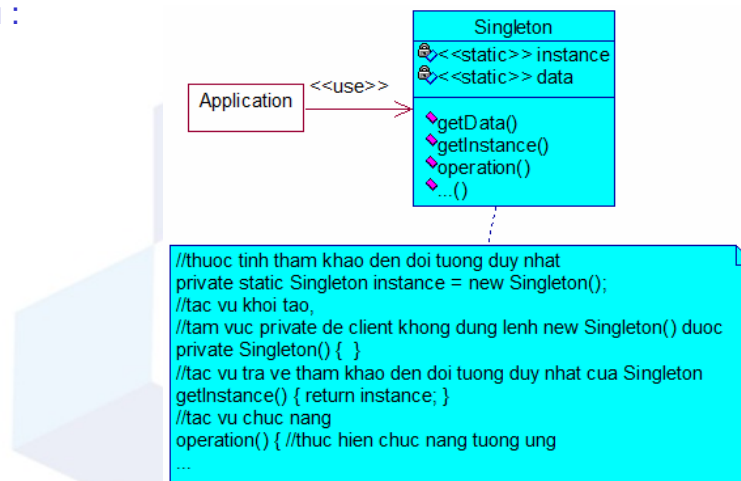 :
Singleton
<<static>> instance
<<static>> data
<<use>>
Application
getData()
getInstance()
operation()
...()
//thuoc tinh tham khao den doi tuong duy nhat
private static Singleton instance = new Singleton();
//tac vu khoi tao,
//tam vuc private de client khong dung lenh new Singleton() duoc
private Singleton() { }
//tac vu tra ve tham khao den doi tuong duy nhat cua Singleton
getInstance() { return instance; }
//tac vu chuc nang
operation() { //thuc hien chuc nang tuong ung
...